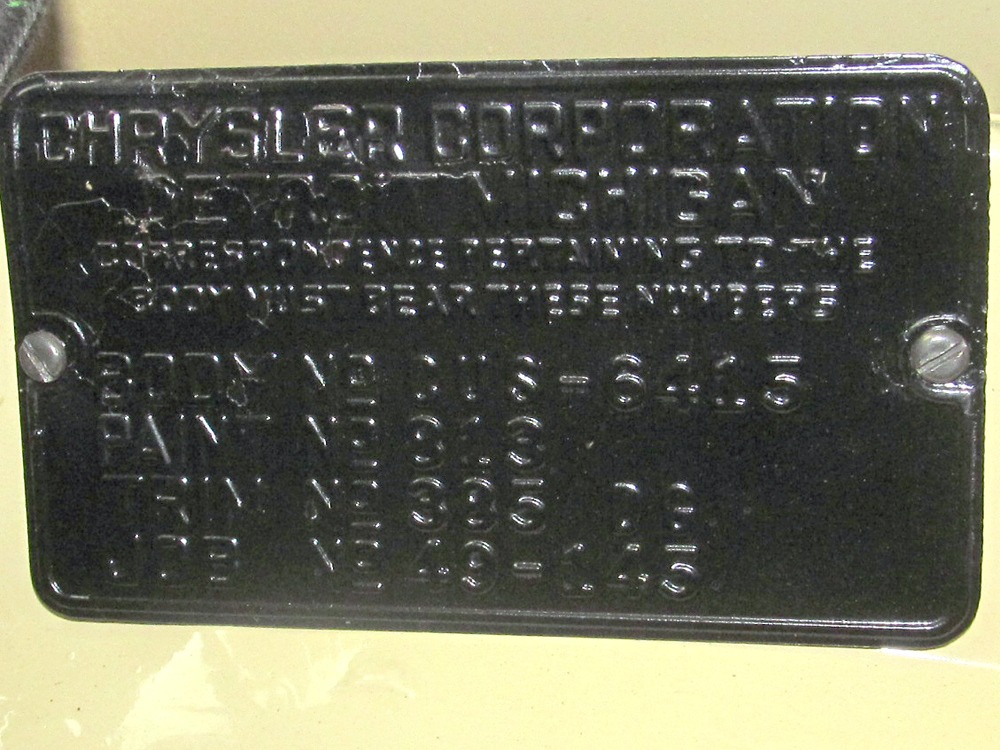 CHRYSLER CORPORATION
DETROIT MICHIGAN
CORRESPONDENCE PERTAINING TO THE
BODY MUST BEAR THESE NUMBERS
BODY NO
PAINT NO
TRIM NO
JOB NO